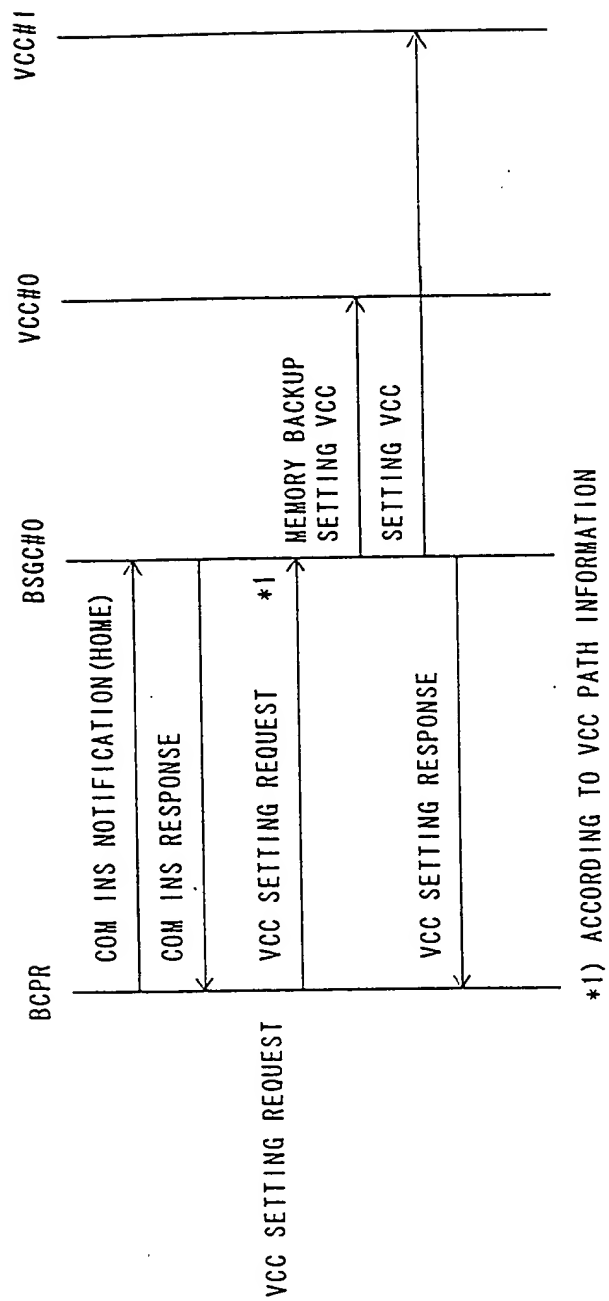 BCPR
BSGC#0
VCC#0
VCC#1
COM INS NOTIFICATION(HOME)
COM INS RESPONSE
VCC SETTING REQUEST
VCC SETTING REQUEST
*1
MEMORY BACKUP
SETTING VCC
SETTING VCC
VCC SETTING RESPONSE
*1) ACCORDING TO VCC PATH INFORMATION